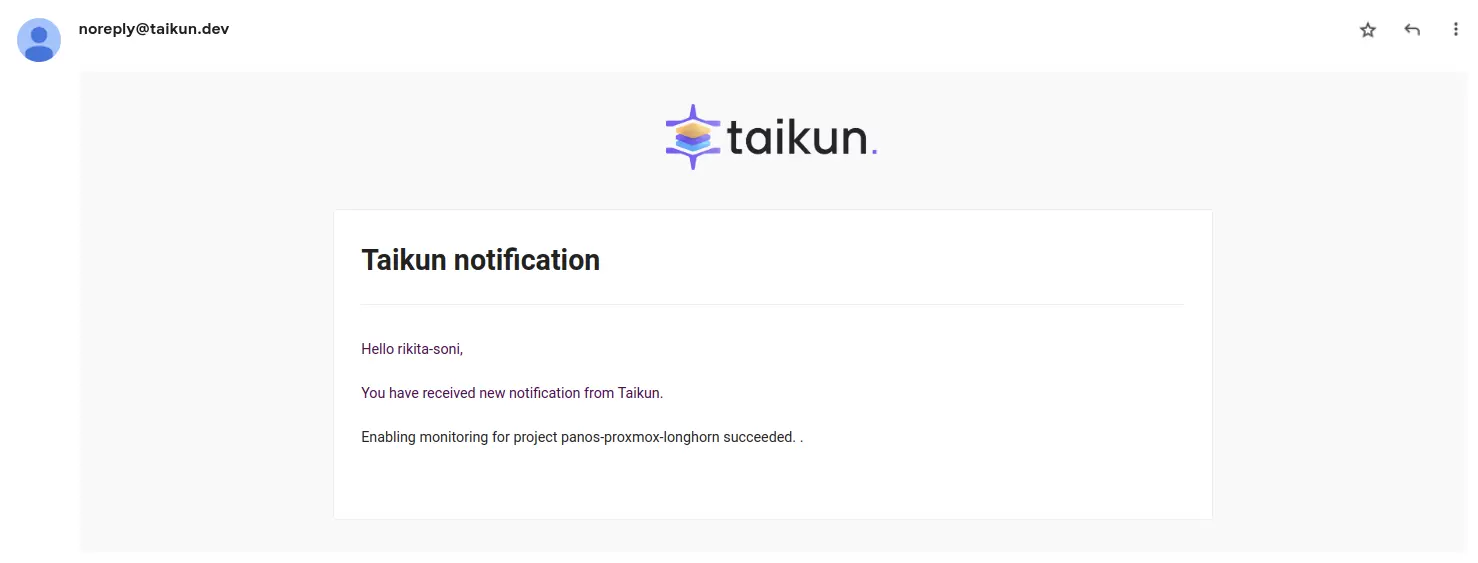 noreply@taikun.dev
taikun.
Taikun notification
Hello rikita-soni,
You have received new notification from Taikun.
Enabling monitoring for project panos-proxmox-longhorn succeeded. .